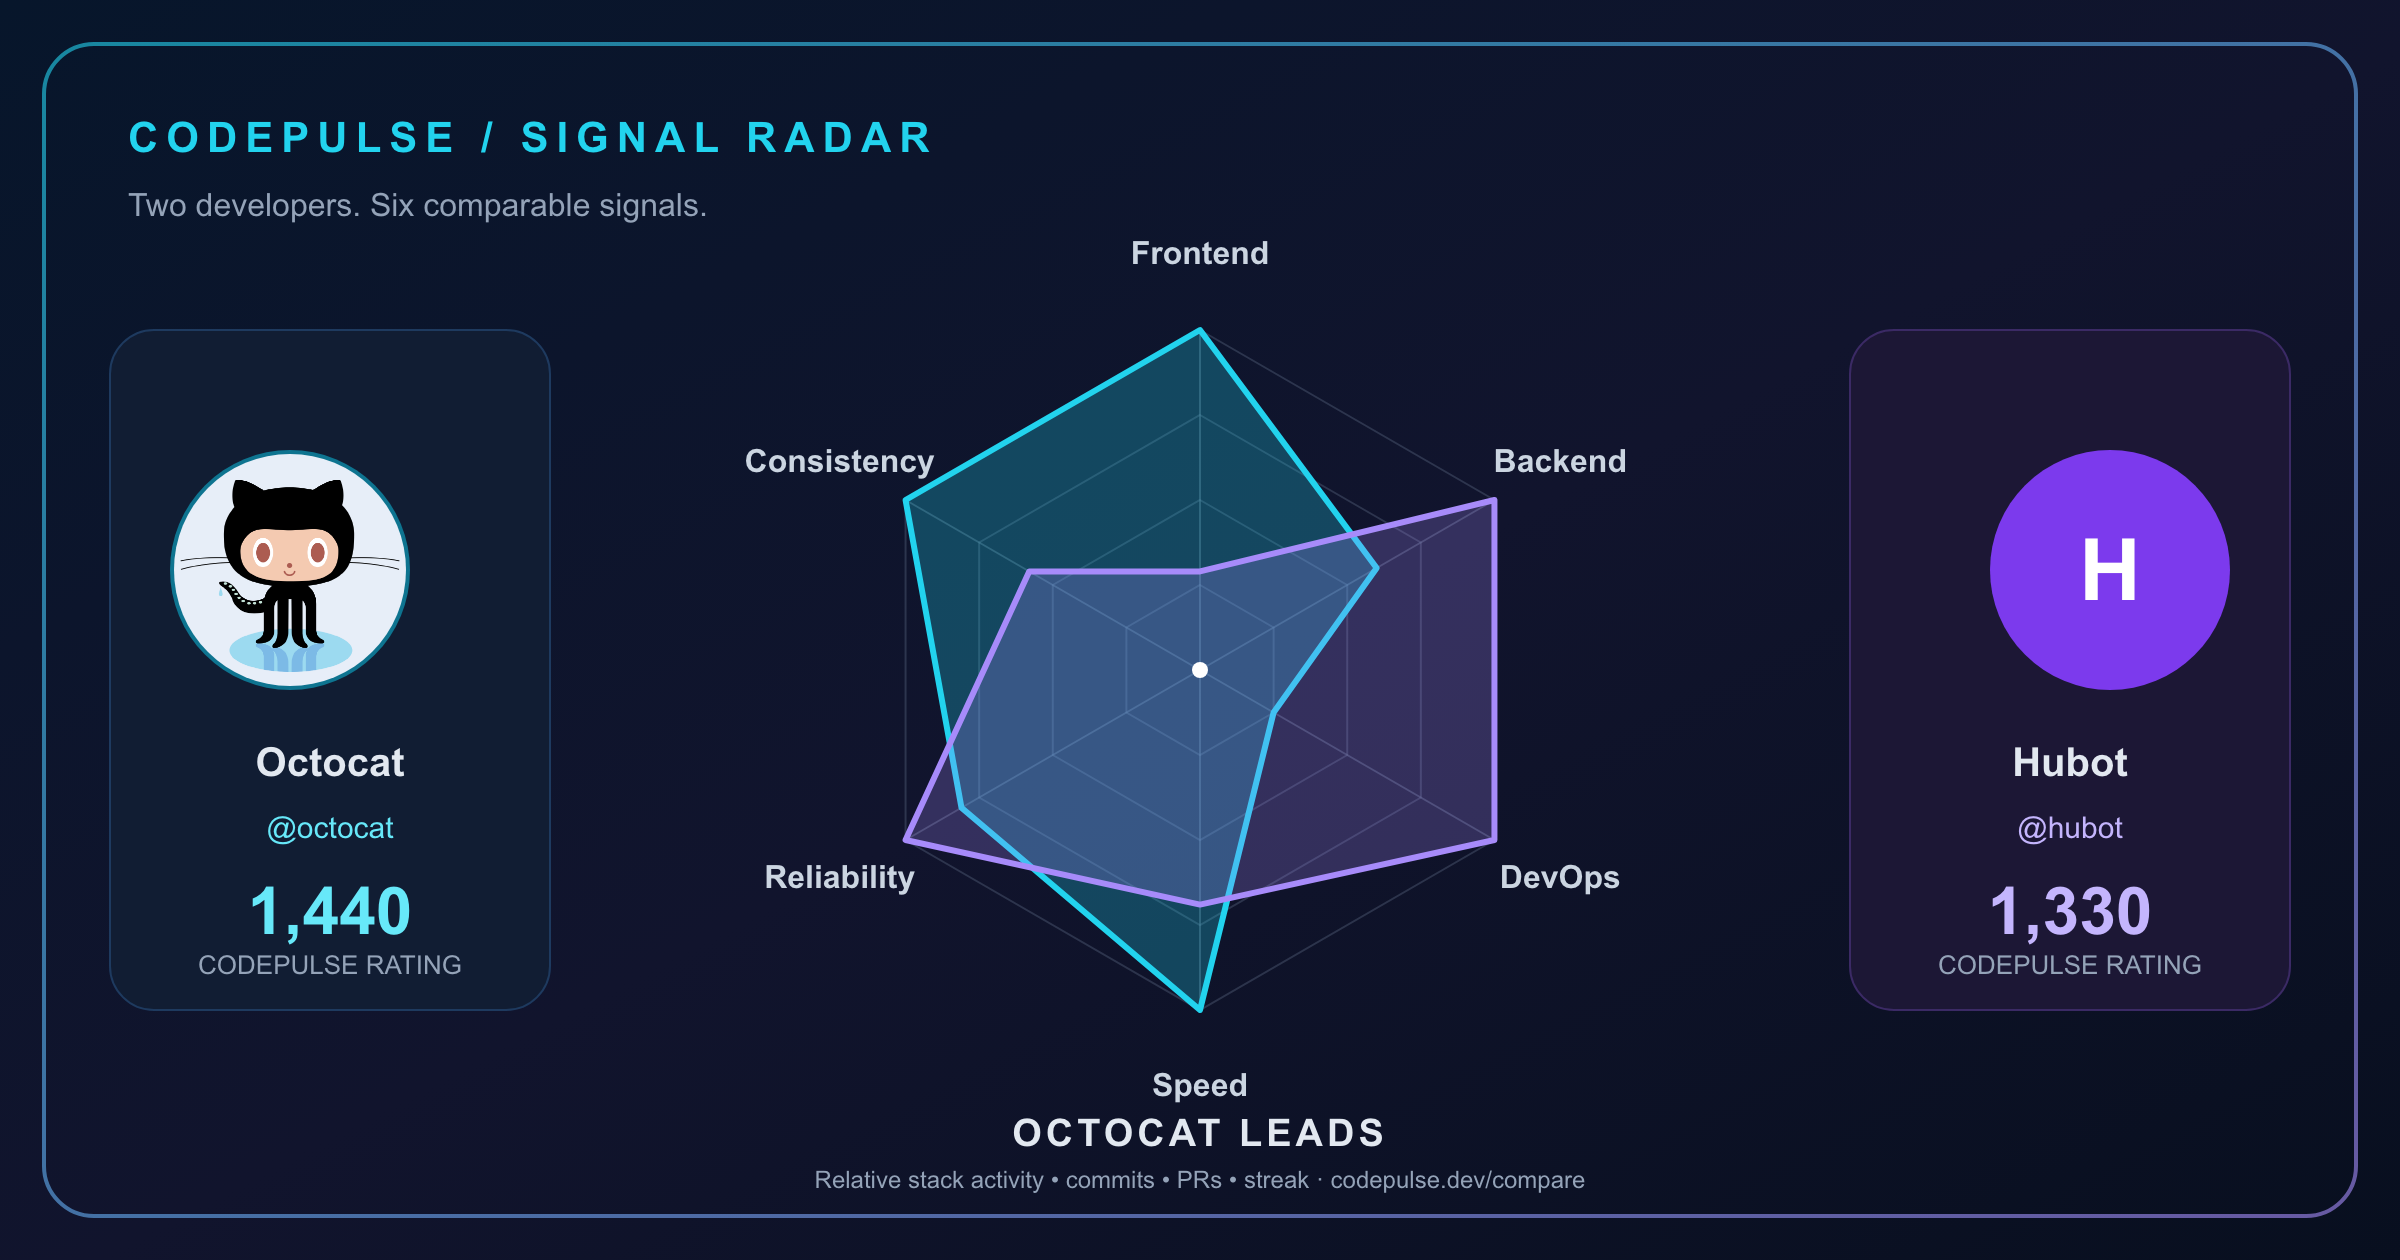 CODEPULSE / SIGNAL RADAR
Two developers. Six comparable signals.
Frontend
Consistency
Backend
Reliability
DevOps
Speed
Octocat
@octocat
1,440
CODEPULSE RATING
H
Hubot
@hubot
1,330
CODEPULSE RATING
OCTOCAT LEADS
Relative stack activity • commits • PRs • streak · codepulse.dev/compare